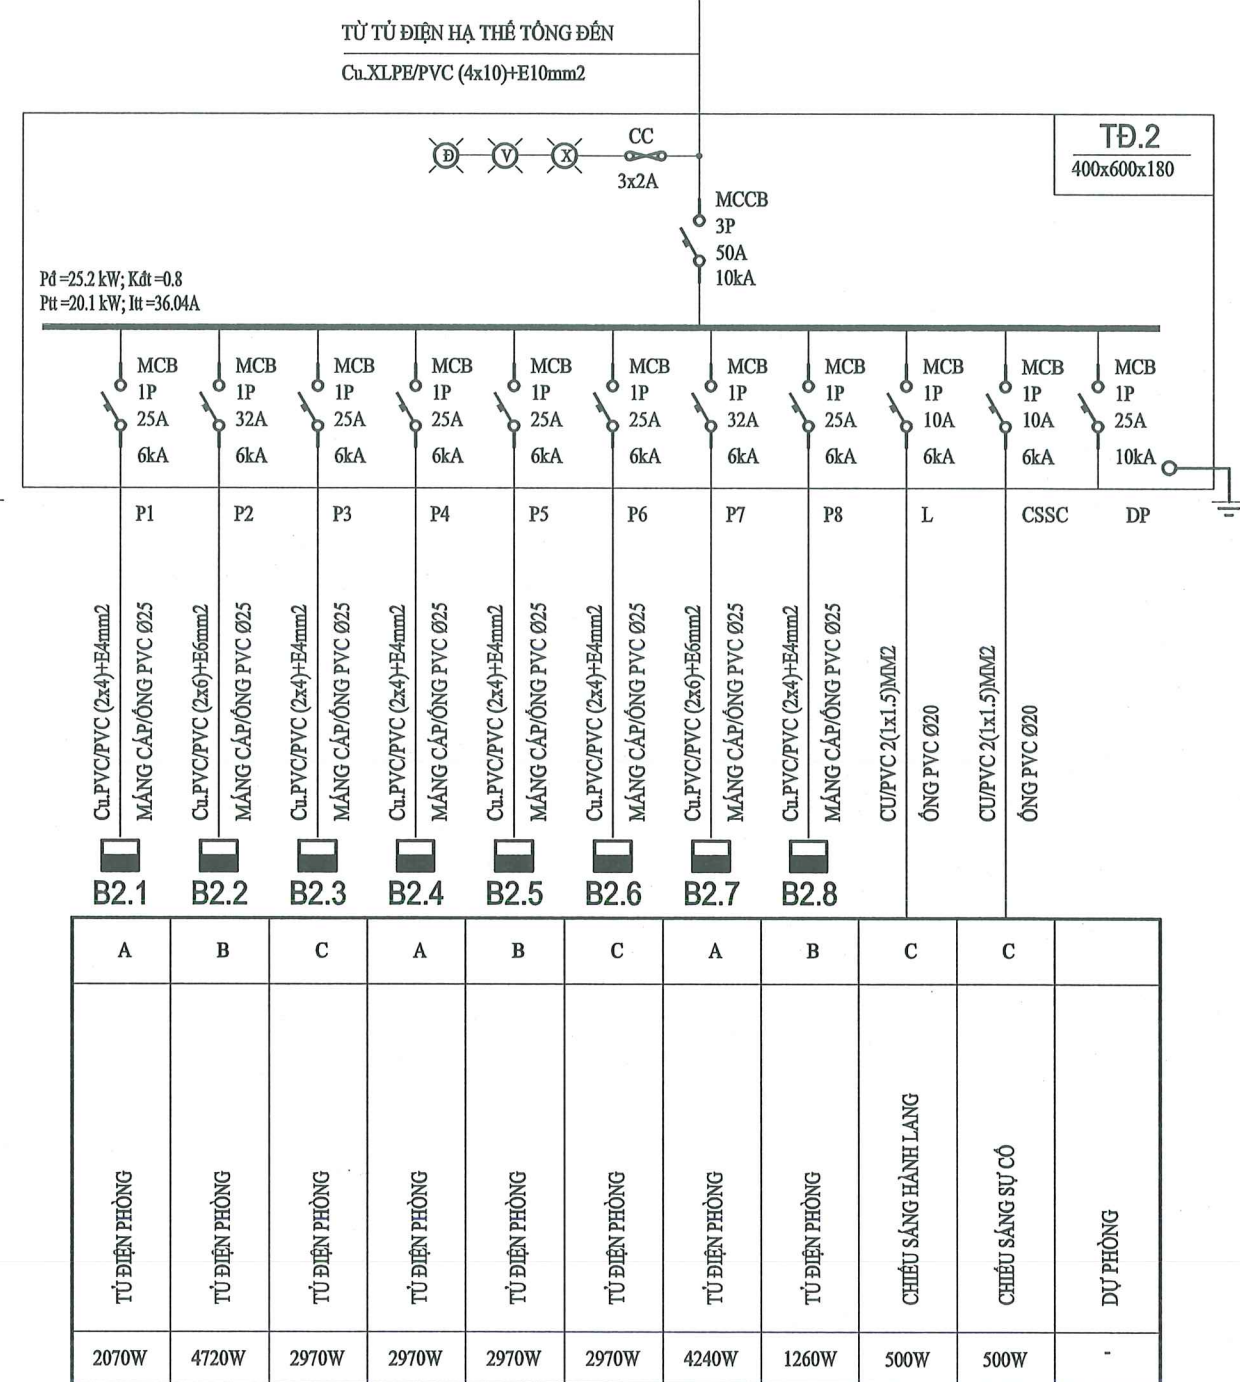 TỪ TỦ ĐIỆN HẠ THẾ TỔNG ĐẾN
Cu.XLPE/PVC (4x10)+E10mm2
TĐ.2
400x600x180
Đ V X
CC
3x2A
MCCB
3P
50A
10kA
Pđ =25.2 kW; Kđt =0.8
Ptt =20.1 kW; Itt =36.04A
MCB MCB MCB MCB MCB MCB MCB MCB MCB MCB MCB
1P 1P 1P 1P 1P 1P 1P 1P 1P 1P 1P
25A 32A 25A 25A 25A 25A 32A 25A 10A 10A 25A
6kA 6kA 6kA 6kA 6kA 6kA 6kA 6kA 6kA 6kA 10kA
P1 P2 P3 P4 P5 P6 P7 P8 L CSSC DP
Cu.PVC/PVC (2x4)+E4mm2
MÁNG CÁP/ỐNG PVC Ø25
Cu.PVC/PVC (2x6)+E6mm2
MÁNG CÁP/ỐNG PVC Ø25
Cu.PVC/PVC (2x4)+E4mm2
MÁNG CÁP/ỐNG PVC Ø25
Cu.PVC/PVC (2x4)+E4mm2
MÁNG CÁP/ỐNG PVC Ø25
Cu.PVC/PVC (2x4)+E4mm2
MÁNG CÁP/ỐNG PVC Ø25
Cu.PVC/PVC (2x4)+E4mm2
MÁNG CÁP/ỐNG PVC Ø25
Cu.PVC/PVC (2x6)+E6mm2
MÁNG CÁP/ỐNG PVC Ø25
Cu.PVC/PVC (2x4)+E4mm2
MÁNG CÁP/ỐNG PVC Ø25
CU/PVC 2(1x1.5)MM2
ỐNG PVC Ø20
CU/PVC 2(1x1.5)MM2
ỐNG PVC Ø20
B2.1 B2.2 B2.3 B2.4 B2.5 B2.6 B2.7 B2.8
A B C A B C A B C C
TỦ ĐIỆN PHÒNG
TỦ ĐIỆN PHÒNG
TỦ ĐIỆN PHÒNG
TỦ ĐIỆN PHÒNG
TỦ ĐIỆN PHÒNG
TỦ ĐIỆN PHÒNG
TỦ ĐIỆN PHÒNG
TỦ ĐIỆN PHÒNG
CHIẾU SÁNG HÀNH LANG
CHIẾU SÁNG SỰ CỐ
DỰ PHÒNG
2070W 4720W 2970W 2970W 2970W 2970W 4240W 1260W 500W 500W -